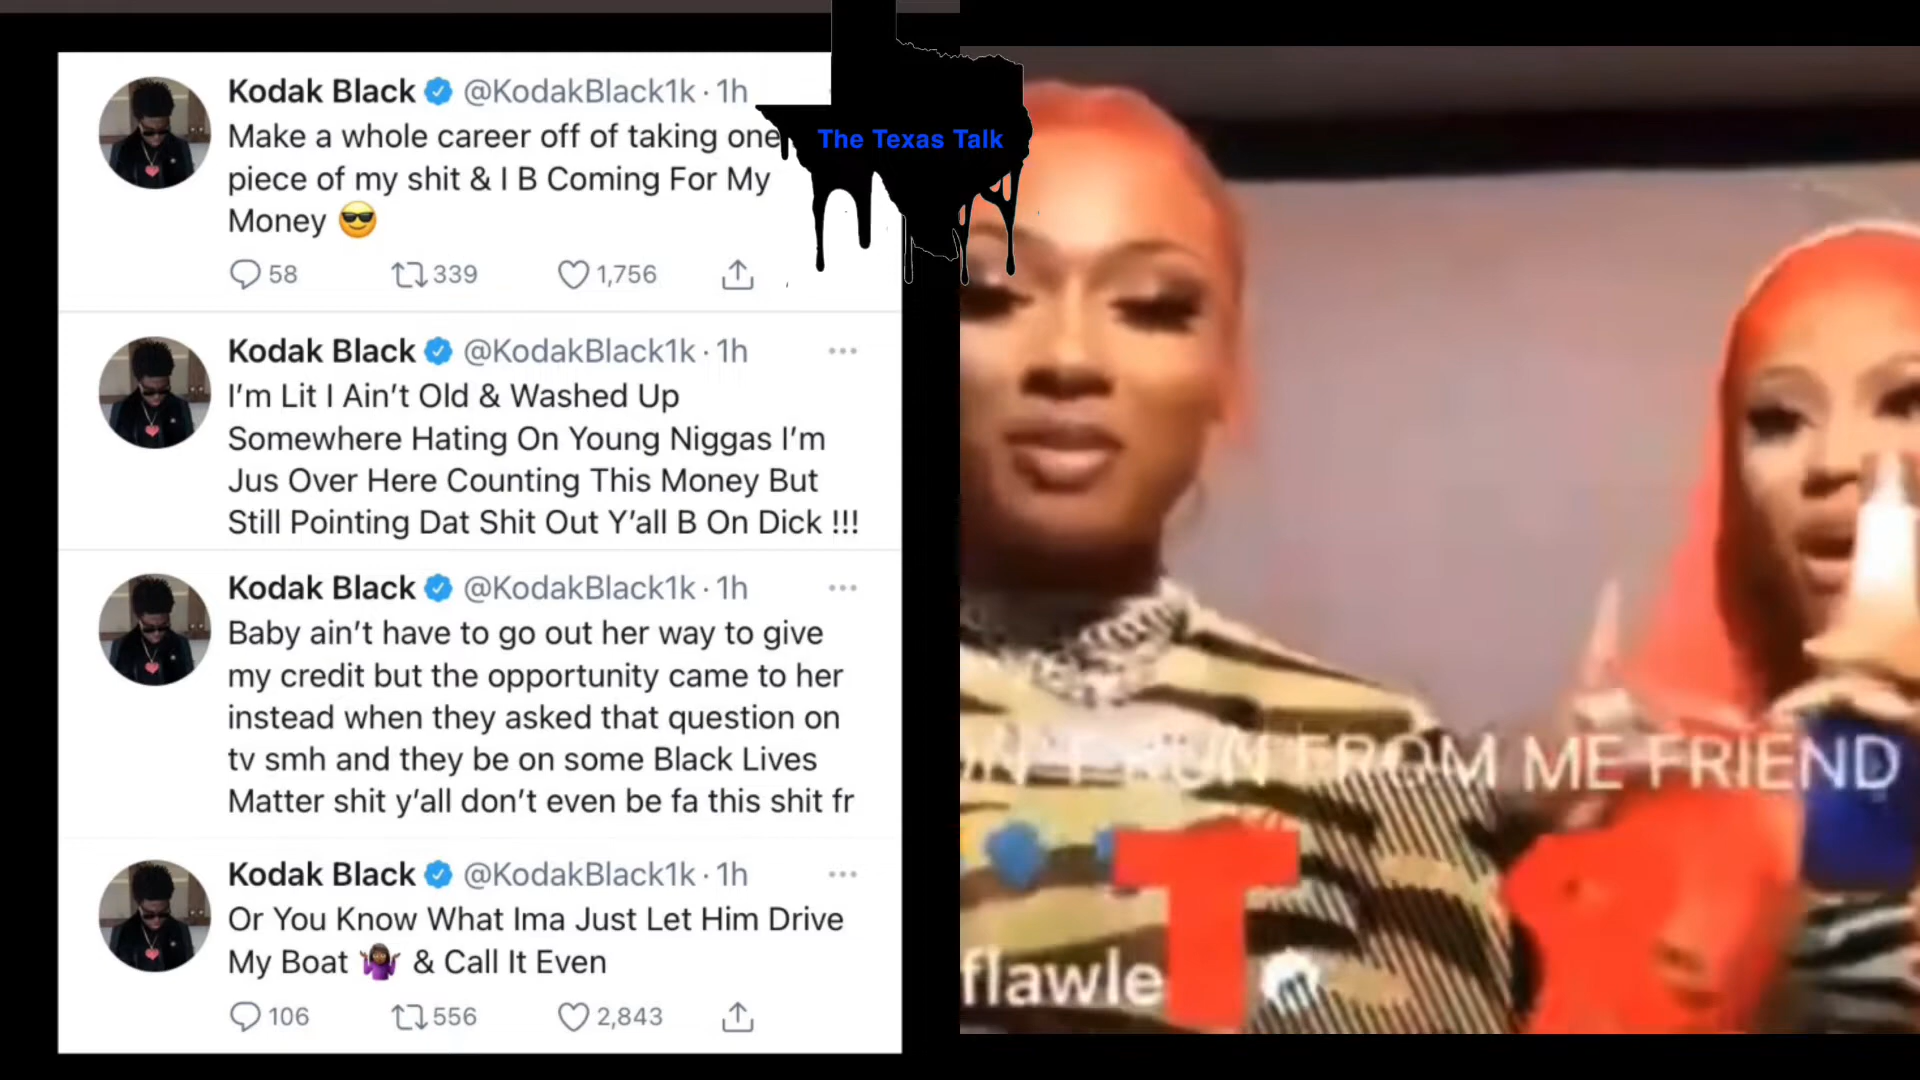 Kodak Black @KodakBlack1k · 1h
Make a whole career off of taking one
piece of my shit & I B Coming For My
Money 😎
58 339 1,756
Kodak Black @KodakBlack1k · 1h
I’m Lit I Ain’t Old & Washed Up
Somewhere Hating On Young Niggas I’m
Jus Over Here Counting This Money But
Still Pointing Dat Shit Out Y’all B On Dick !!!
Kodak Black @KodakBlack1k · 1h
Baby ain’t have to go out her way to give
my credit but the opportunity came to her
instead when they asked that question on
tv smh and they be on some Black Lives
Matter shit y’all don’t even be fa this shit fr
Kodak Black @KodakBlack1k · 1h
Or You Know What Ima Just Let Him Drive
My Boat 🤷🏾‍♀️ & Call It Even
106 556 2,843
The Texas Talk
RUN FROM ME FRIEND
flawle